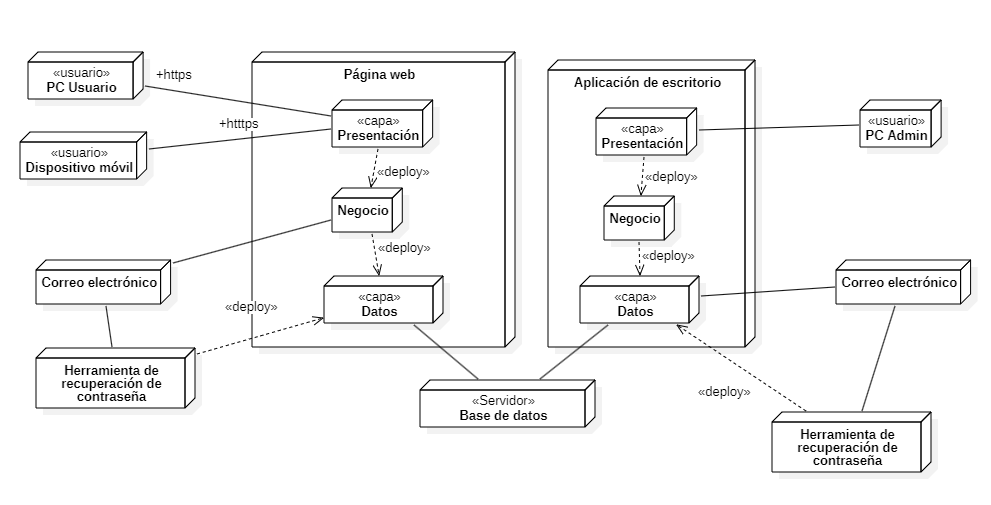 «usuario»
PC Usuario
+https
«usuario»
Dispositivo móvil
+htttps
Página web
«capa»
Presentación
«deploy»
Negocio
«deploy»
«capa»
Datos
Correo electrónico
«deploy»
Herramienta de
recuperación de
contraseña
«Servidor»
Base de datos
Aplicación de escritorio
«capa»
Presentación
«deploy»
Negocio
«deploy»
«capa»
Datos
«usuario»
PC Admin
Correo electrónico
«deploy»
Herramienta de
recuperación de
contraseña